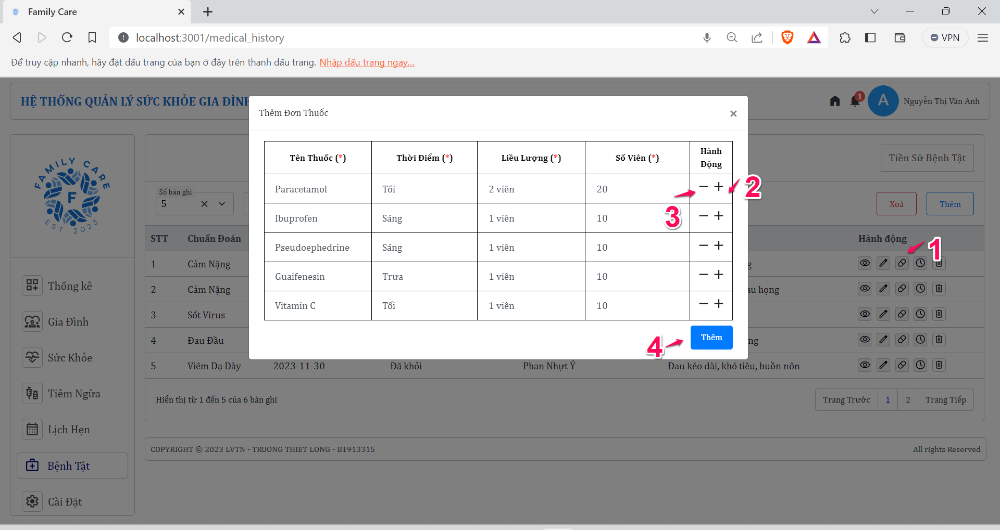 Family Care
localhost:3001/medical_history
VPN
Để truy cập nhanh, hãy đặt dấu trang của bạn ở đây trên thanh dấu trang. Nhập dấu trang ngay...
HỆ THỐNG QUẢN LÝ SỨC KHỎE GIA ĐÌNH
1
A
Nguyễn Thị Vân Anh
Thêm Đơn Thuốc
×
Tên Thuốc (*) Thời Điểm (*) Liều Lượng (*) Số Viên (*) Hành Động
Paracetamol Tối 2 viên 20 − +
Ibuprofen Sáng 1 viên 10 − +
Pseudoephedrine Sáng 1 viên 10 − +
Guaifenesin Trưa 1 viên 10 − +
Vitamin C Tối 1 viên 10 − +
Thêm
1
2
3
4
FAMILY CARE
F
EST. 2023
Thống kê
Gia Đình
Sức Khỏe
Tiêm Ngừa
Lịch Hẹn
Bệnh Tật
Cài Đặt
Tiền Sử Bệnh Tật
Số bản ghi
5
Xoá
Thêm
STT Chuẩn Đoán Hành động
1 Cảm Nặng g
2 Cảm Nặng au họng
3 Sốt Virus
4 Đau Đầu ng
5 Viêm Dạ Dày 2023-11-30 Đã khỏi Phan Nhựt Ý Đau kéo dài, khó tiêu, buồn nôn
Hiển thị từ 1 đến 5 của 6 bản ghi
Trang Trước 1 2 Trang Tiếp
COPYRIGHT © 2023 LVTN - TRUONG THIET LONG - B1913315
All rights Reserved